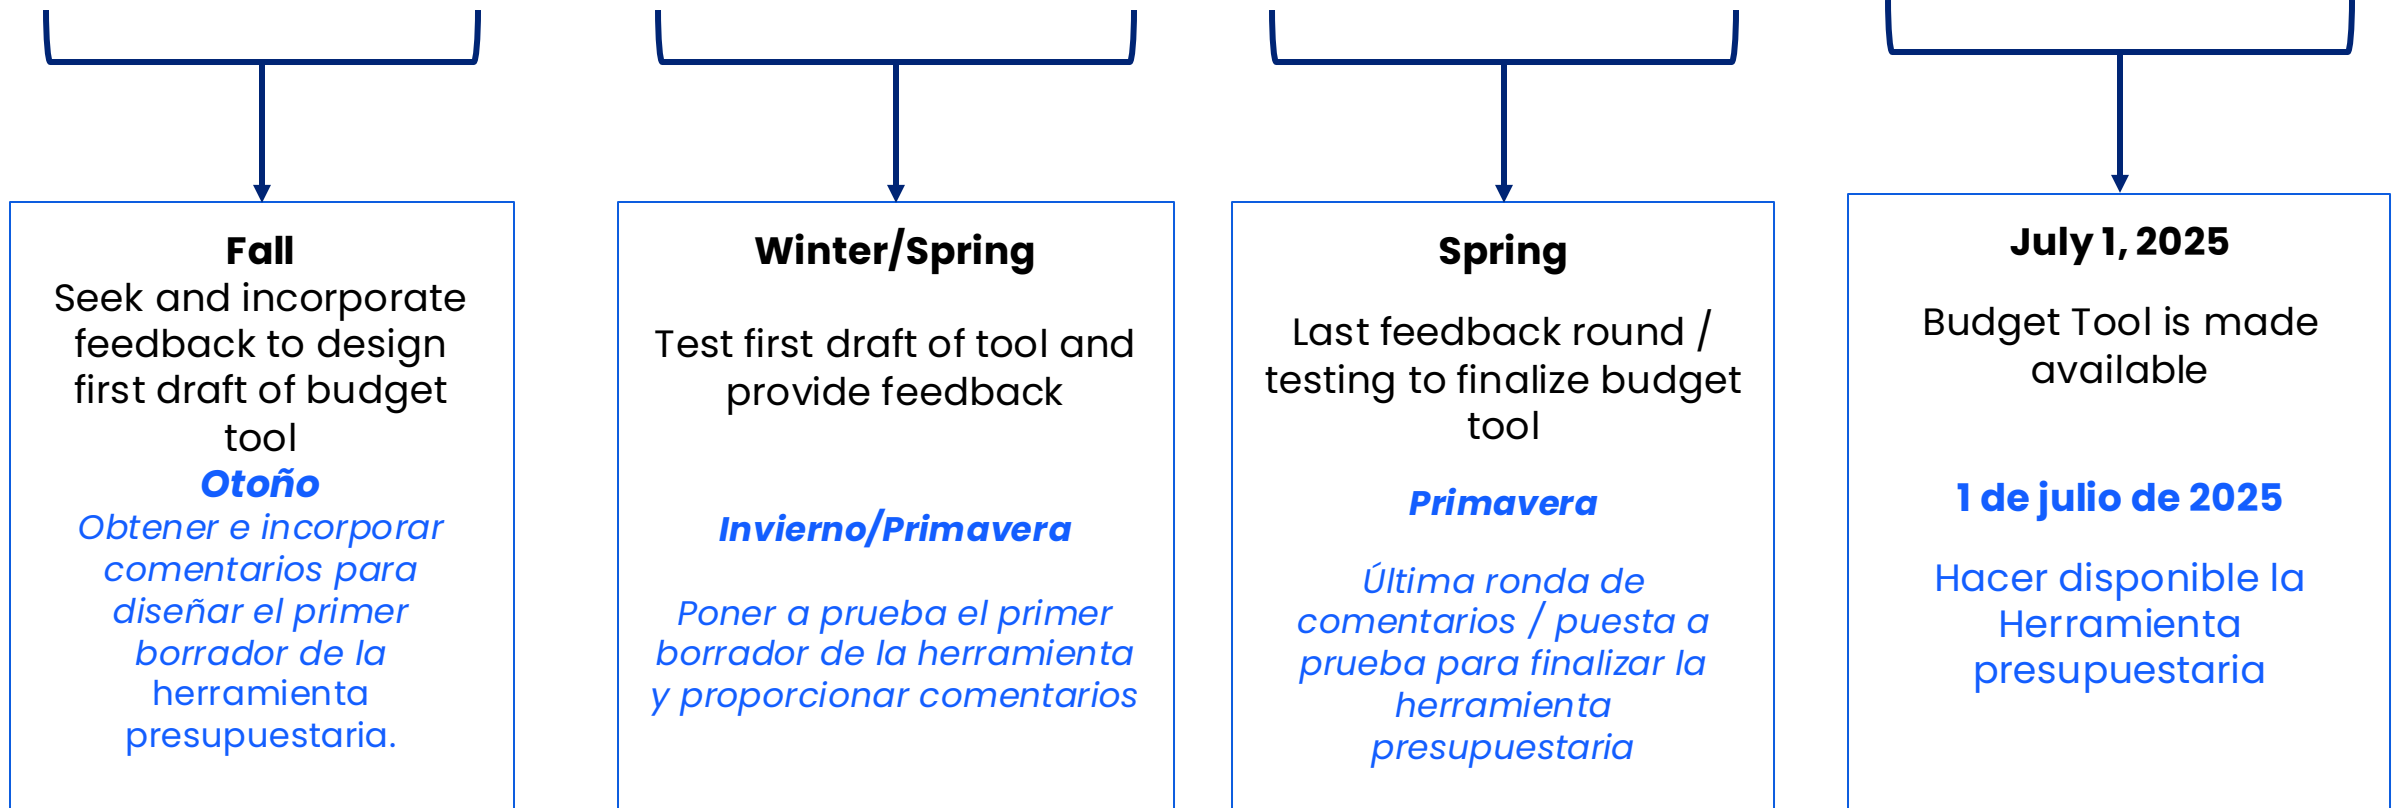 Fall
Seek and incorporate
feedback to design
first draft of budget
tool
Otoño
Obtener e incorporar
comentarios para
diseñar el primer
borrador de la
herramienta
presupuestaria.
Winter/Spring
Test first draft of tool and
provide feedback
Invierno/Primavera
Poner a prueba el primer
borrador de la herramienta
y proporcionar comentarios
Spring
Last feedback round /
testing to finalize budget
tool
Primavera
Última ronda de
comentarios / puesta a
prueba para finalizar la
herramienta
presupuestaria
July 1, 2025
Budget Tool is made
available
1 de julio de 2025
Hacer disponible la
Herramienta
presupuestaria